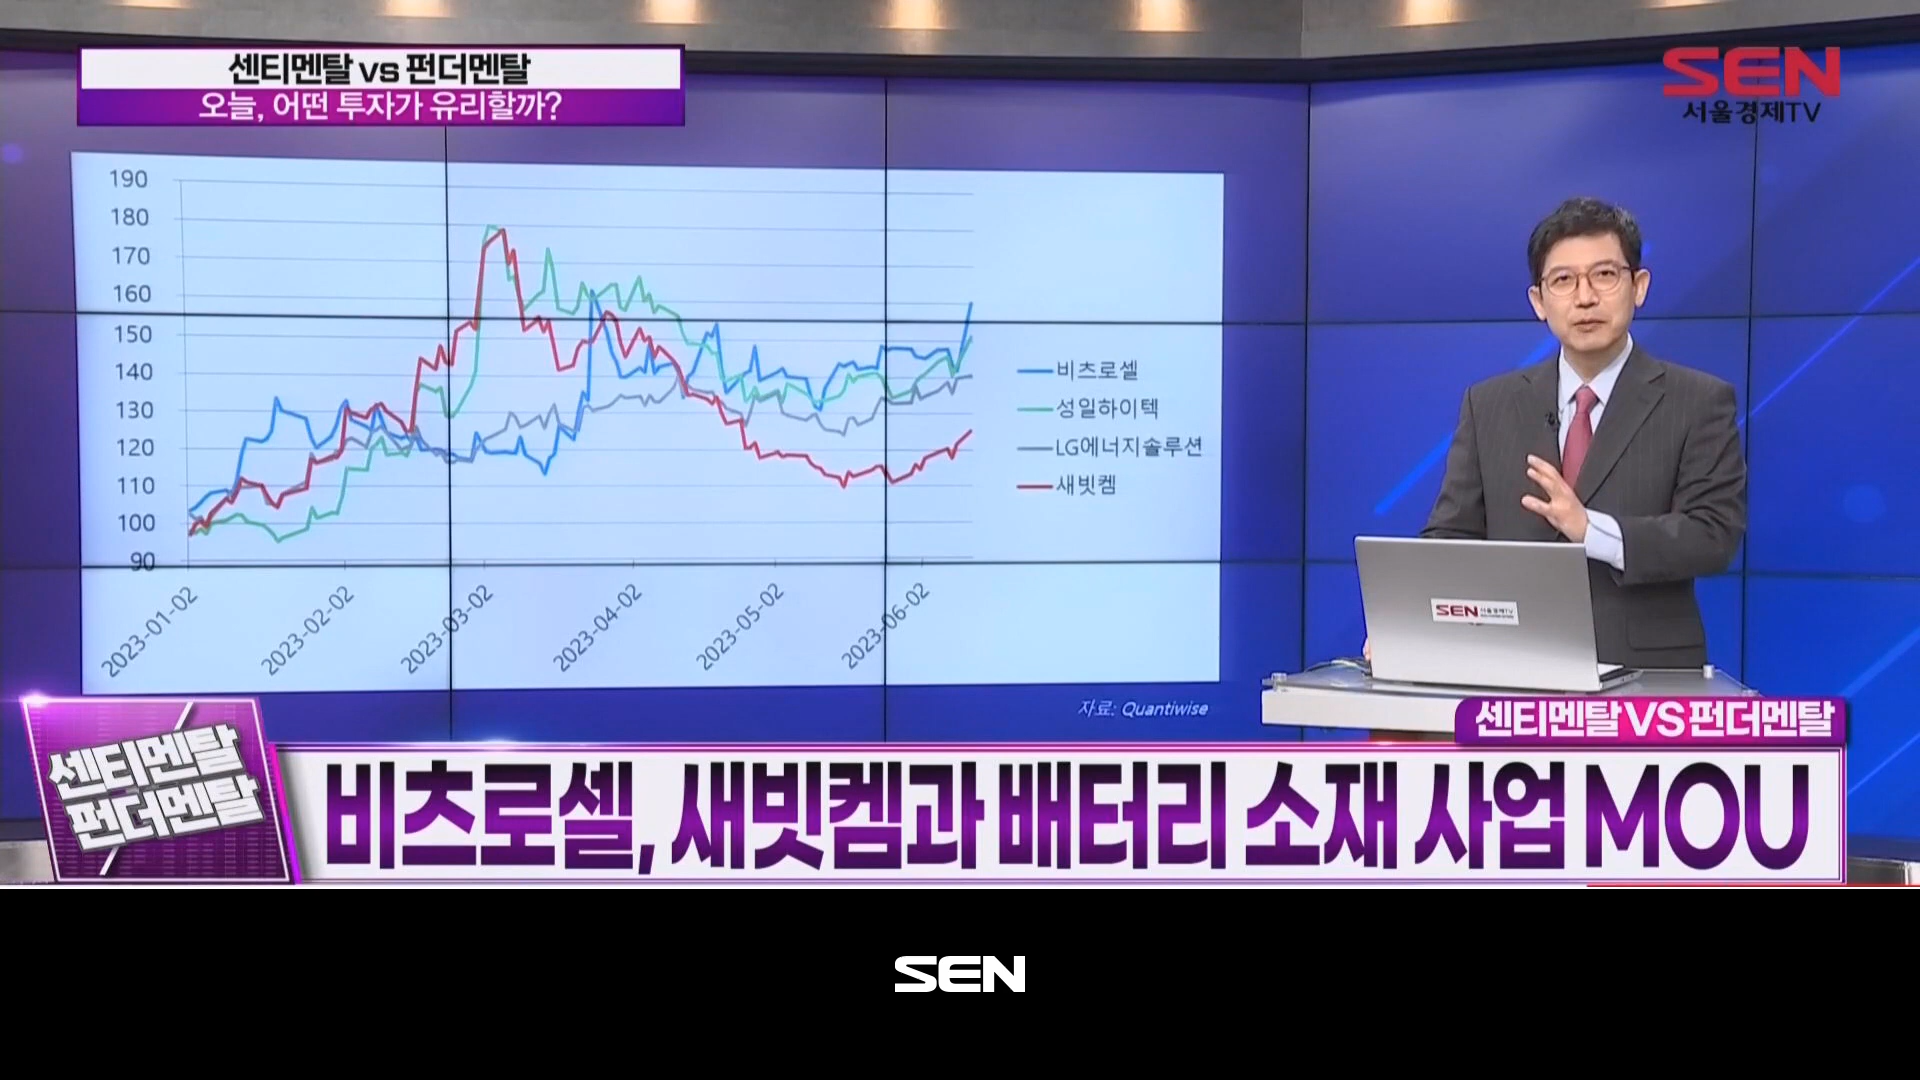 센티멘탈 vs 펀더멘탈
오늘, 어떤 투자가 유리할까?
SEN
서울경제TV
190
180
170
160
150
140
130
120
110
100
90
2023-01-02
2023-02-02
2023-03-02
2023-04-02
2023-05-02
2023-06-02
비츠로셀
성일하이텍
LG에너지솔루션
새빗켐
자료: Quantiwise
SEN 서울경제TV
센티멘탈 VS 펀더멘탈
센티멘탈
펀더멘탈
비츠로셀, 새빗켐과 배터리 소재 사업 MOU
SEN